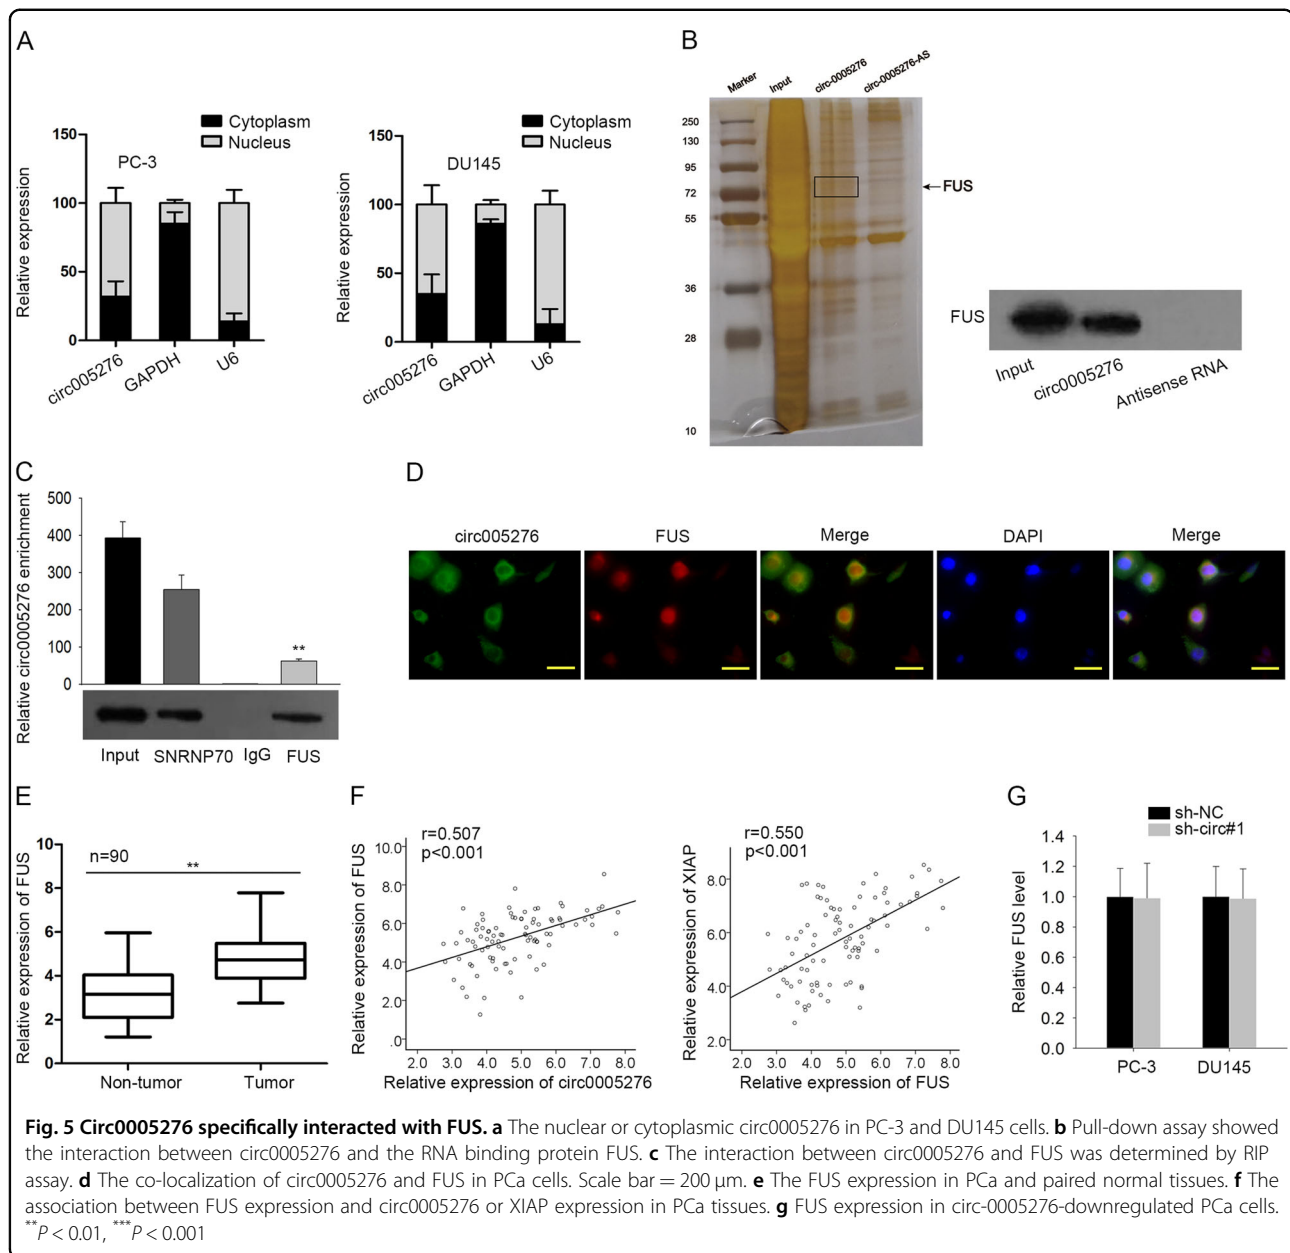 A
150
100
50
0
Relative expression
Cytoplasm
Nucleus
PC-3
circ005276
GAPDH
U6
150
100
50
0
Relative expression
Cytoplasm
Nucleus
DU145
circ005276
GAPDH
U6
B
Marker
Input
circ-0005276
circ-0005276-AS
250
130
95
72
55
36
28
10
FUS
FUS
Input
circ0005276
Antisense RNA
C
Relative circ0005276 enrichment
500
400
300
200
100
0
**
Input
SNRNP70
IgG
FUS
D
circ005276
FUS
Merge
DAPI
Merge
E
Relative expression of FUS
10
8
6
4
2
0
n=90
**
Non-tumor
Tumor
F
r=0.507
p<0.001
Relative expression of FUS
10.0
8.0
6.0
4.0
2.0
.0
2.0 3.0 4.0 5.0 6.0 7.0 8.0
Relative expression of circ0005276
r=0.550
p<0.001
Relative expression of XIAP
8.0
6.0
4.0
2.0
2.0 3.0 4.0 5.0 6.0 7.0 8.0
Relative expression of FUS
G
sh-NC
sh-circ#1
Relative FUS level
1.4
1.2
1.0
0.8
0.6
0.4
0.2
0.0
PC-3
DU145
Fig. 5 Circ0005276 specifically interacted with FUS. a The nuclear or cytoplasmic circ0005276 in PC-3 and DU145 cells. b Pull-down assay showed
the interaction between circ0005276 and the RNA binding protein FUS. c The interaction between circ0005276 and FUS was determined by RIP
assay. d The co-localization of circ0005276 and FUS in PCa cells. Scale bar = 200 μm. e The FUS expression in PCa and paired normal tissues. f The
association between FUS expression and circ0005276 or XIAP expression in PCa tissues. g FUS expression in circ-0005276-downregulated PCa cells.
**P < 0.01, ***P < 0.001